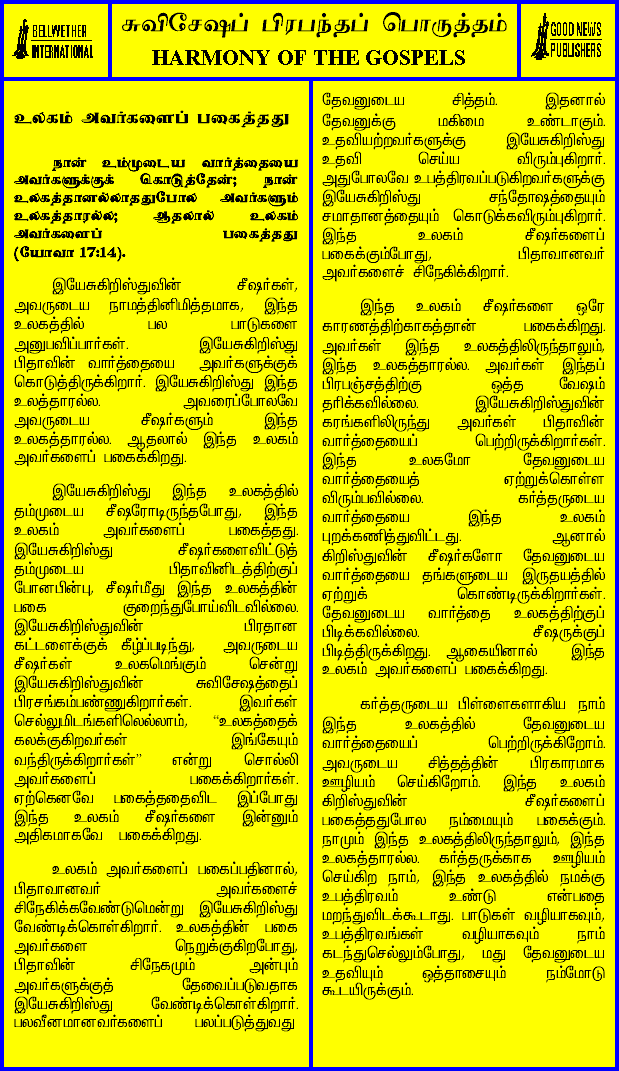 BELLWETHER
INTERNATIONAL
சுவிசேஷப் பிரபந்தப் பொருத்தம்
HARMONY OF THE GOSPELS
GOOD NEWS
PUBLISHERS
உலகம் அவர்களைப் பகைத்தது
நான் உம்முடைய வார்த்தையை
அவர்களுக்குக் கொடுத்தேன்; நான்
உலகத்தானல்லாததுபோல் அவர்களும்
உலகத்தாரல்ல; ஆதலால் உலகம்
அவர்களைப் பகைத்தது
(யோவா 17:14).
இயேசுகிறிஸ்துவின் சீஷர்கள்,
அவருடைய நாமத்தினிமித்தமாக, இந்த
உலகத்தில் பல பாடுகளை
அனுபவிப்பார்கள். இயேசுகிறிஸ்து
பிதாவின் வார்த்தையை அவர்களுக்குக்
கொடுத்திருக்கிறார். இயேசுகிறிஸ்து இந்த
உலத்தாரல்ல. அவரைப்போலவே
அவருடைய சீஷர்களும் இந்த
உலகத்தாரல்ல. ஆதலால் இந்த உலகம்
அவர்களைப் பகைக்கிறது.
இயேசுகிறிஸ்து இந்த உலகத்தில்
தம்முடைய சீஷரோடிருந்தபோது, இந்த
உலகம் அவர்களைப் பகைத்தது.
இயேசுகிறிஸ்து சீஷர்களைவிட்டுத்
தம்முடைய பிதாவினிடத்திற்குப்
போனபின்பு, சீஷர்மீது இந்த உலகத்தின்
பகை குறைந்துபோய்விடவில்லை.
இயேசுகிறிஸ்துவின் பிரதான
கட்டளைக்குக் கீழ்ப்படிந்து, அவருடைய
சீஷர்கள் உலகமெங்கும் சென்று
இயேசுகிறிஸ்துவின் சுவிசேஷத்தைப்
பிரசங்கம்பண்ணுகிறார்கள். இவர்கள்
செல்லுமிடங்களிலெல்லாம், “உலகத்தைக்
கலக்குகிறவர்கள் இங்கேயும்
வந்திருக்கிறார்கள்” என்று சொல்லி
அவர்களைப் பகைக்கிறார்கள்.
ஏற்கெனவே பகைத்ததைவிட இப்போது
இந்த உலகம் சீஷர்களை இன்னும்
அதிகமாகவே பகைக்கிறது.
உலகம் அவர்களைப் பகைப்பதினால்,
பிதாவானவர் அவர்களைச்
சிநேகிக்கவேண்டுமென்று இயேசுகிறிஸ்து
வேண்டிக்கொள்கிறார். உலகத்தின் பகை
அவர்களை நெறுக்குகிறபோது,
பிதாவின் சிநேகமும் அன்பும்
அவர்களுக்குத் தேவைப்படுவதாக
இயேசுகிறிஸ்து வேண்டிக்கொள்கிறார்.
பலவீனமானவர்களைப் பலப்படுத்துவது
தேவனுடைய சித்தம். இதனால்
தேவனுக்கு மகிமை உண்டாகும்.
உதவியற்றவர்களுக்கு இயேசுகிறிஸ்து
உதவி செய்ய விரும்புகிறார்.
அதுபோலவே உபத்திரவப்படுகிறவர்களுக்கு
இயேசுகிறிஸ்து சந்தோஷத்தையும்
சமாதானத்தையும் கொடுக்கவிரும்புகிறார்.
இந்த உலகம் சீஷர்களைப்
பகைக்கும்போது, பிதாவானவர்
அவர்களைச் சிநேகிக்கிறார்.
இந்த உலகம் சீஷர்களை ஒரே
காரணத்திற்காகத்தான் பகைக்கிறது.
அவர்கள் இந்த உலகத்திலிருந்தாலும்,
இந்த உலகத்தாரல்ல. அவர்கள் இந்தப்
பிரபஞ்சத்திற்கு ஒத்த வேஷம்
தரிக்கவில்லை. இயேசுகிறிஸ்துவின்
கரங்களிலிருந்து அவர்கள் பிதாவின்
வார்த்தையைப் பெற்றிருக்கிறார்கள்.
இந்த உலகமோ தேவனுடைய
வார்த்தையைத் ஏற்றுக்கொள்ள
விரும்பவில்லை. கர்த்தருடைய
வார்த்தையை இந்த உலகம்
புறக்கணித்துவிட்டது. ஆனால்
கிறிஸ்துவின் சீஷர்களோ தேவனுடைய
வார்த்தையை தங்களுடைய இருதயத்தில்
ஏற்றுக் கொண்டிருக்கிறார்கள்.
தேவனுடைய வார்த்தை உலகத்திற்குப்
பிடிக்கவில்லை. சீஷருக்குப்
பிடித்திருக்கிறது. ஆகையினால் இந்த
உலகம் அவர்களைப் பகைக்கிறது.
கர்த்தருடைய பிள்ளைகளாகிய நாம்
இந்த உலகத்தில் தேவனுடைய
வார்த்தையைப் பெற்றிருக்கிறோம்.
அவருடைய சித்தத்தின் பிரகாரமாக
ஊழியம் செய்கிறோம். இந்த உலகம்
கிறிஸ்துவின் சீஷர்களைப்
பகைத்ததுபோல நம்மையும் பகைக்கும்.
நாமும் இந்த உலகத்திலிருந்தாலும், இந்த
உலகத்தாரல்ல. கர்த்தருக்காக ஊழியம்
செய்கிற நாம், இந்த உலகத்தில் நமக்கு
உபத்திரவம் உண்டு என்பதை
மறந்துவிடக்கூடாது. பாடுகள் வழியாகவும்,
உபத்திரவங்கள் வழியாகவும் நாம்
கடந்துசெல்லும்போது, மது தேவனுடைய
உதவியும் ஒத்தாசையும் நம்மோடு
கூடயிருக்கும்.